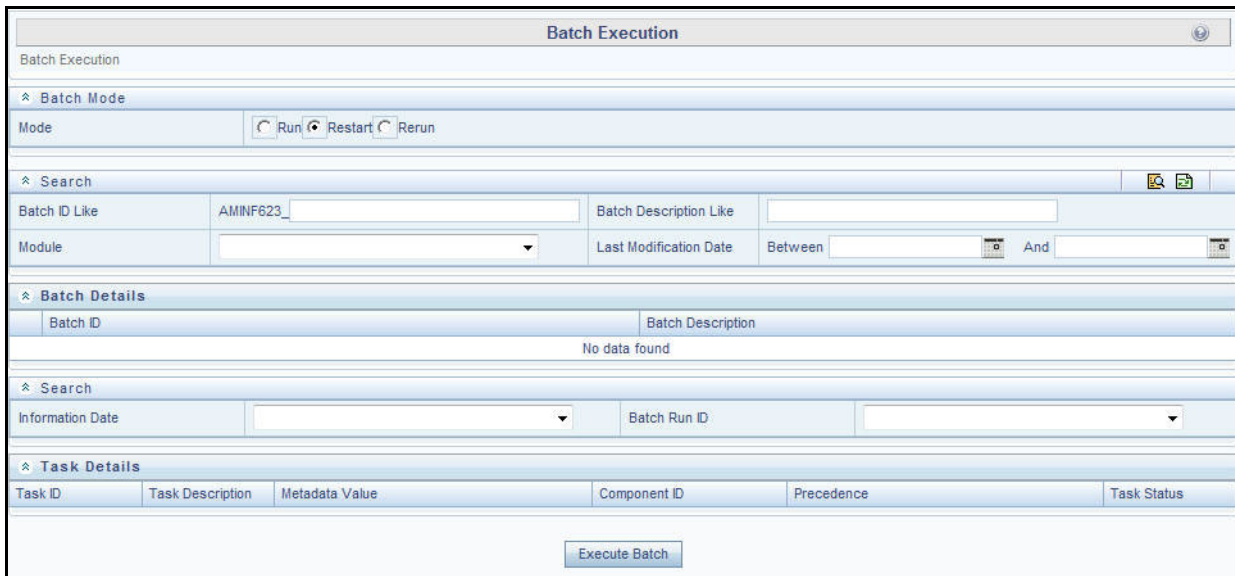 Batch Execution
Batch Execution
Batch Mode
Mode Run Restart Rerun
Search
Batch ID Like AMINF623_ Batch Description Like
Module Last Modification Date Between And
Batch Details
Batch ID Batch Description
No data found
Search
Information Date Batch Run ID
Task Details
Task ID Task Description Metadata Value Component ID Precedence Task Status
Execute Batch